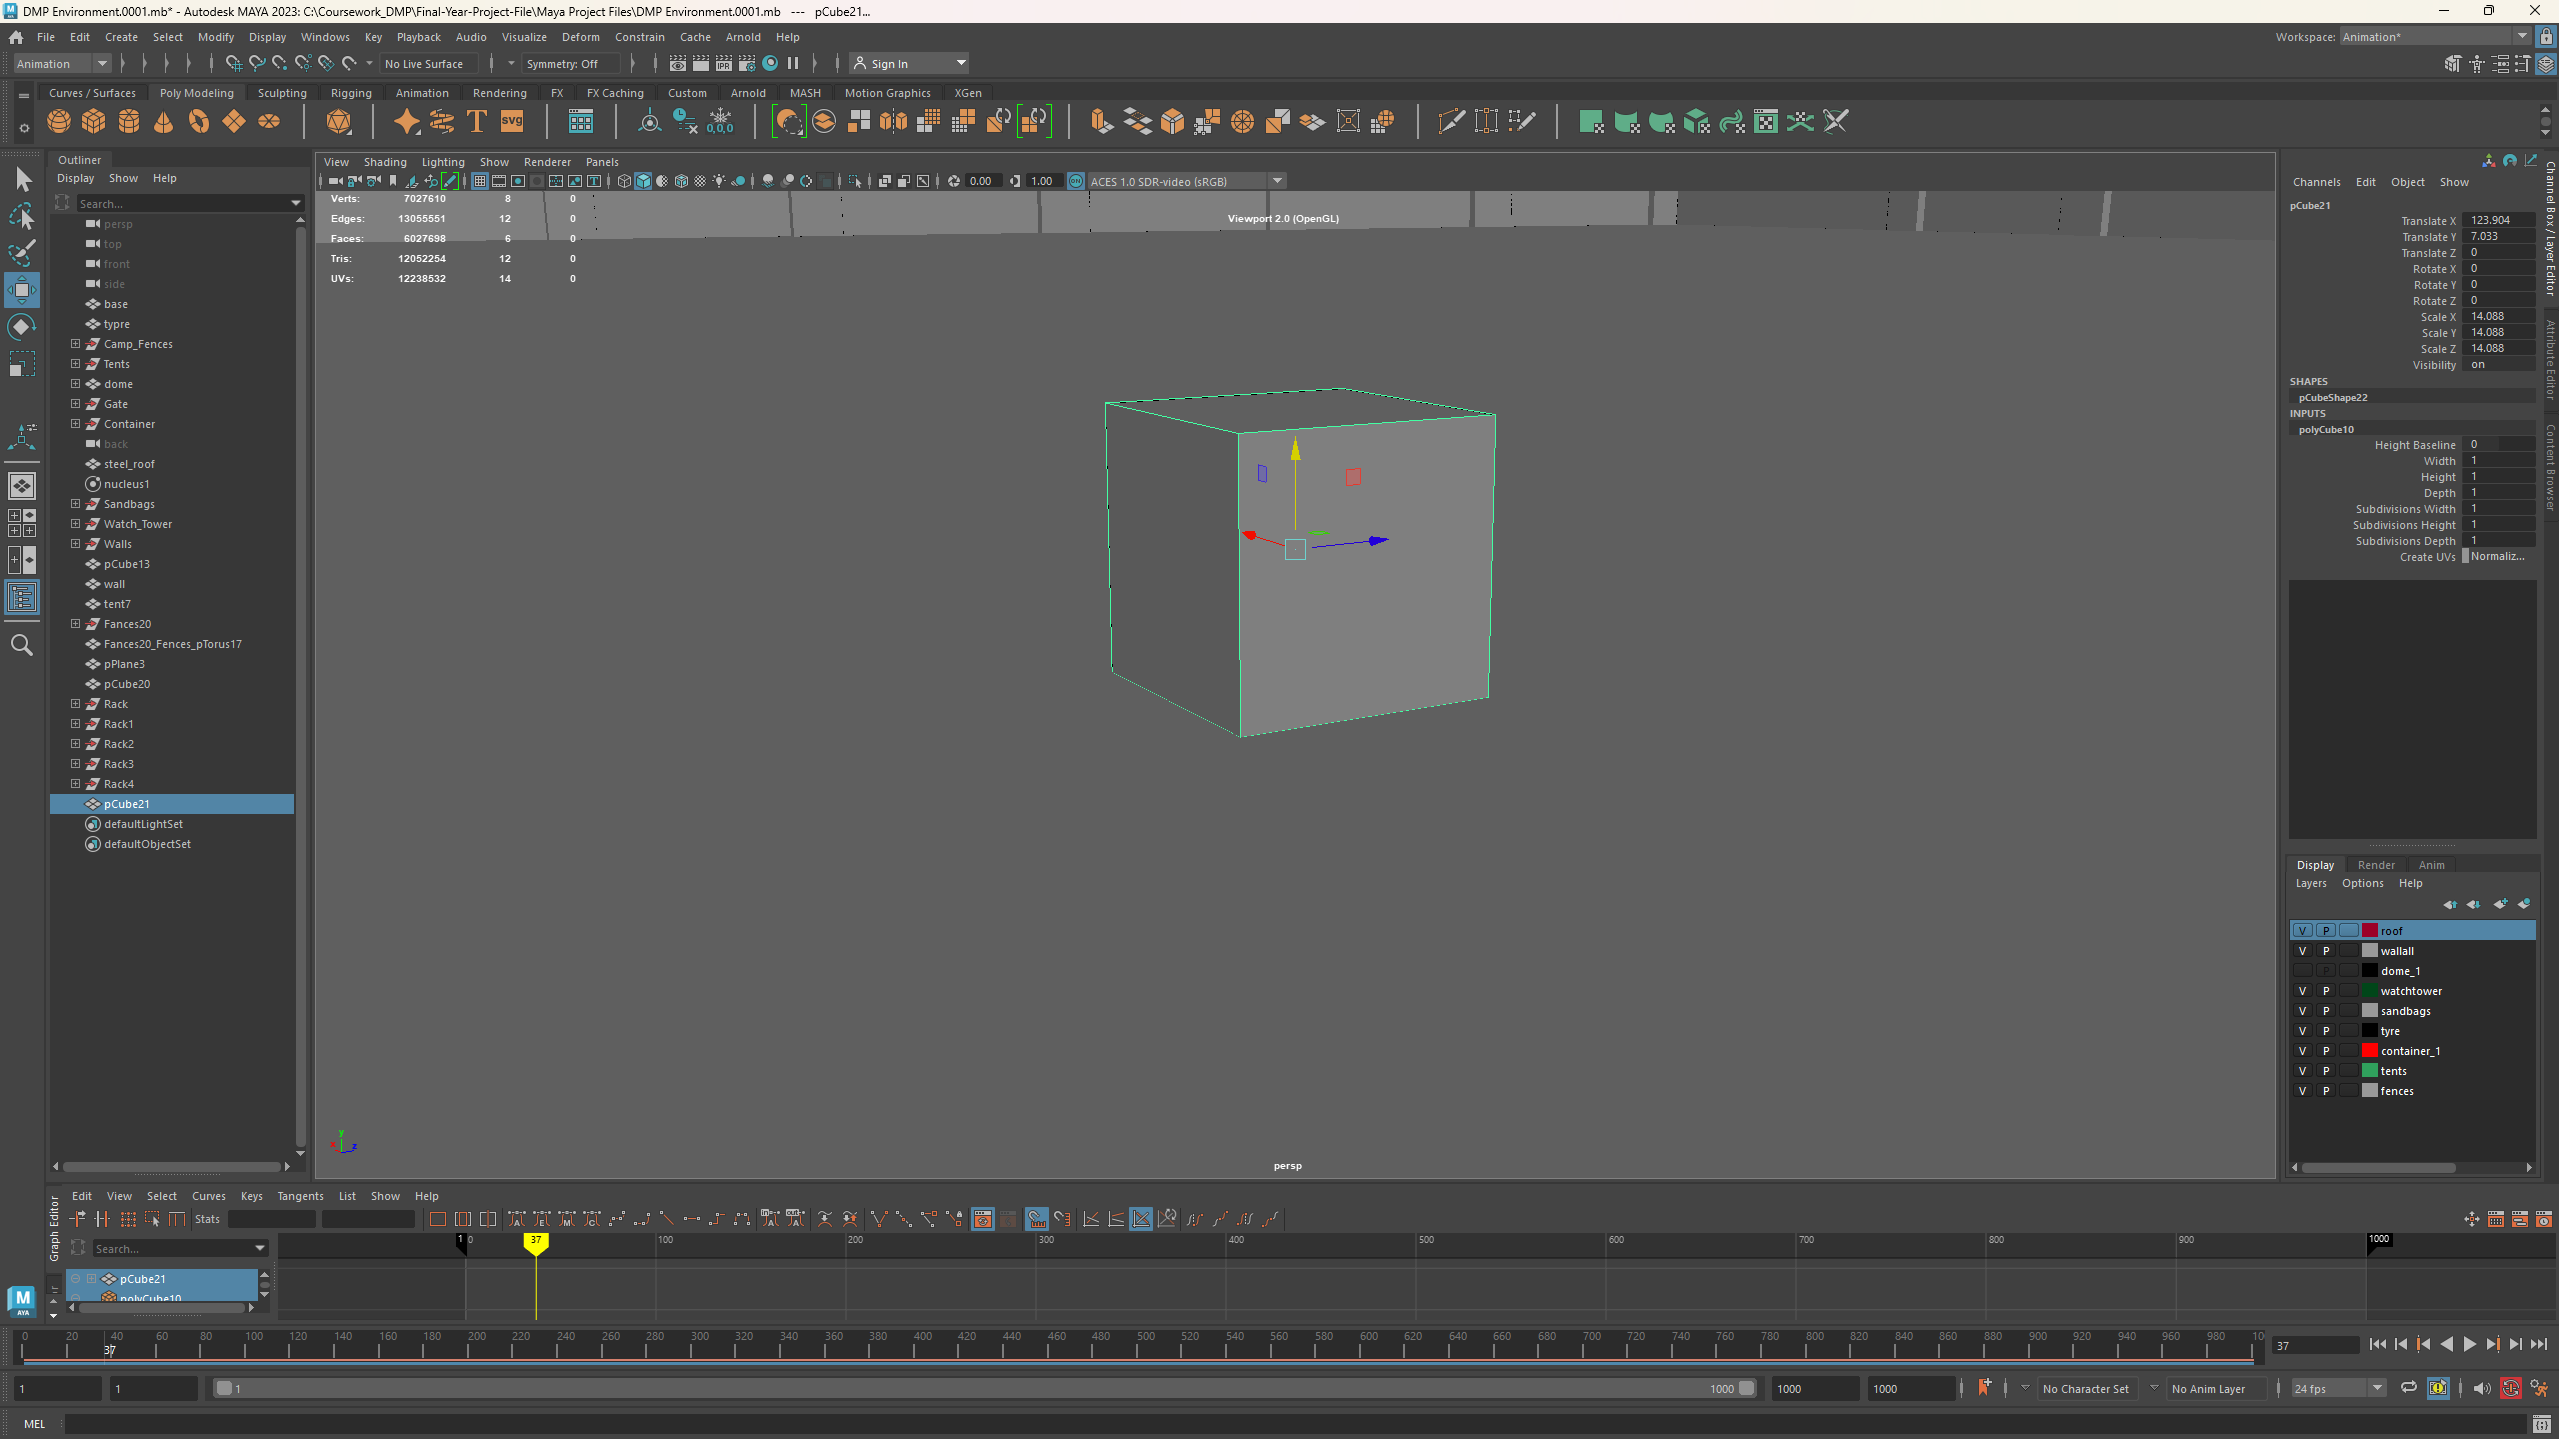 DMP Environment.0001.mb* - Autodesk MAYA 2023: C:\Coursework_DMP\Final-Year-Project-File\Maya Project Files\DMP Environment.0001.mb --- pCube21...
File Edit Create Select Modify Display Windows Key Playback Audio Visualize Deform Constrain Cache Arnold Help
Workspace: Animation*
Animation No Live Surface Symmetry: Off IPR Sign In
Curves / Surfaces Poly Modeling Sculpting Rigging Animation Rendering FX FX Caching Custom Arnold MASH Motion Graphics XGen
T SVG 0,0,0
Outliner
Display Show Help
Search...
persp
top
front
side
base
typre
Camp_Fences
Tents
dome
Gate
Container
back
steel_roof
nucleus1
Sandbags
Watch_Tower
Walls
pCube13
wall
tent7
Fances20
Fances20_Fences_pTorus17
pPlane3
pCube20
Rack
Rack1
Rack2
Rack3
Rack4
pCube21
defaultLightSet
defaultObjectSet
View Shading Lighting Show Renderer Panels
0.00 1.00 ACES 1.0 SDR-video (sRGB)
Verts: 7027610 8 0
Edges: 13055551 12 0
Faces: 6027698 6 0
Tris: 12052254 12 0
UVs: 12238532 14 0
Viewport 2.0 (OpenGL)
y
x
z
persp
Channels Edit Object Show
pCube21
Translate X 123.904
Translate Y 7.033
Translate Z 0
Rotate X 0
Rotate Y 0
Rotate Z 0
Scale X 14.088
Scale Y 14.088
Scale Z 14.088
Visibility on
SHAPES
pCubeShape22
INPUTS
polyCube10
Height Baseline 0
Width 1
Height 1
Depth 1
Subdivisions Width 1
Subdivisions Height 1
Subdivisions Depth 1
Create UVs Normaliz...
Channel Box / Layer Editor
Attribute Editor
Content Browser
Display Render Anim
Layers Options Help
V P roof
V P wallall
P dome_1
V P watchtower
V P sandbags
V P tyre
V P container_1
V P tents
V P fences
Graph Editor
Edit View Select Curves Keys Tangents List Show Help
Stats
Search...
pCube21
polyCube10
1 0 37 100 200 300 400 500 600 700 800 900 1000
M
AYA
0 20 40 60 80 100 120 140 160 180 200 220 240 260 280 300 320 340 360 380 400 420 440 460 480 500 520 540 560 580 600 620 640 660 680 700 720 740 760 780 800 820 840 860 880 900 920 940 960 980 10
37
37
1 1 1 1000 1000 1000 No Character Set No Anim Layer 24 fps
MEL